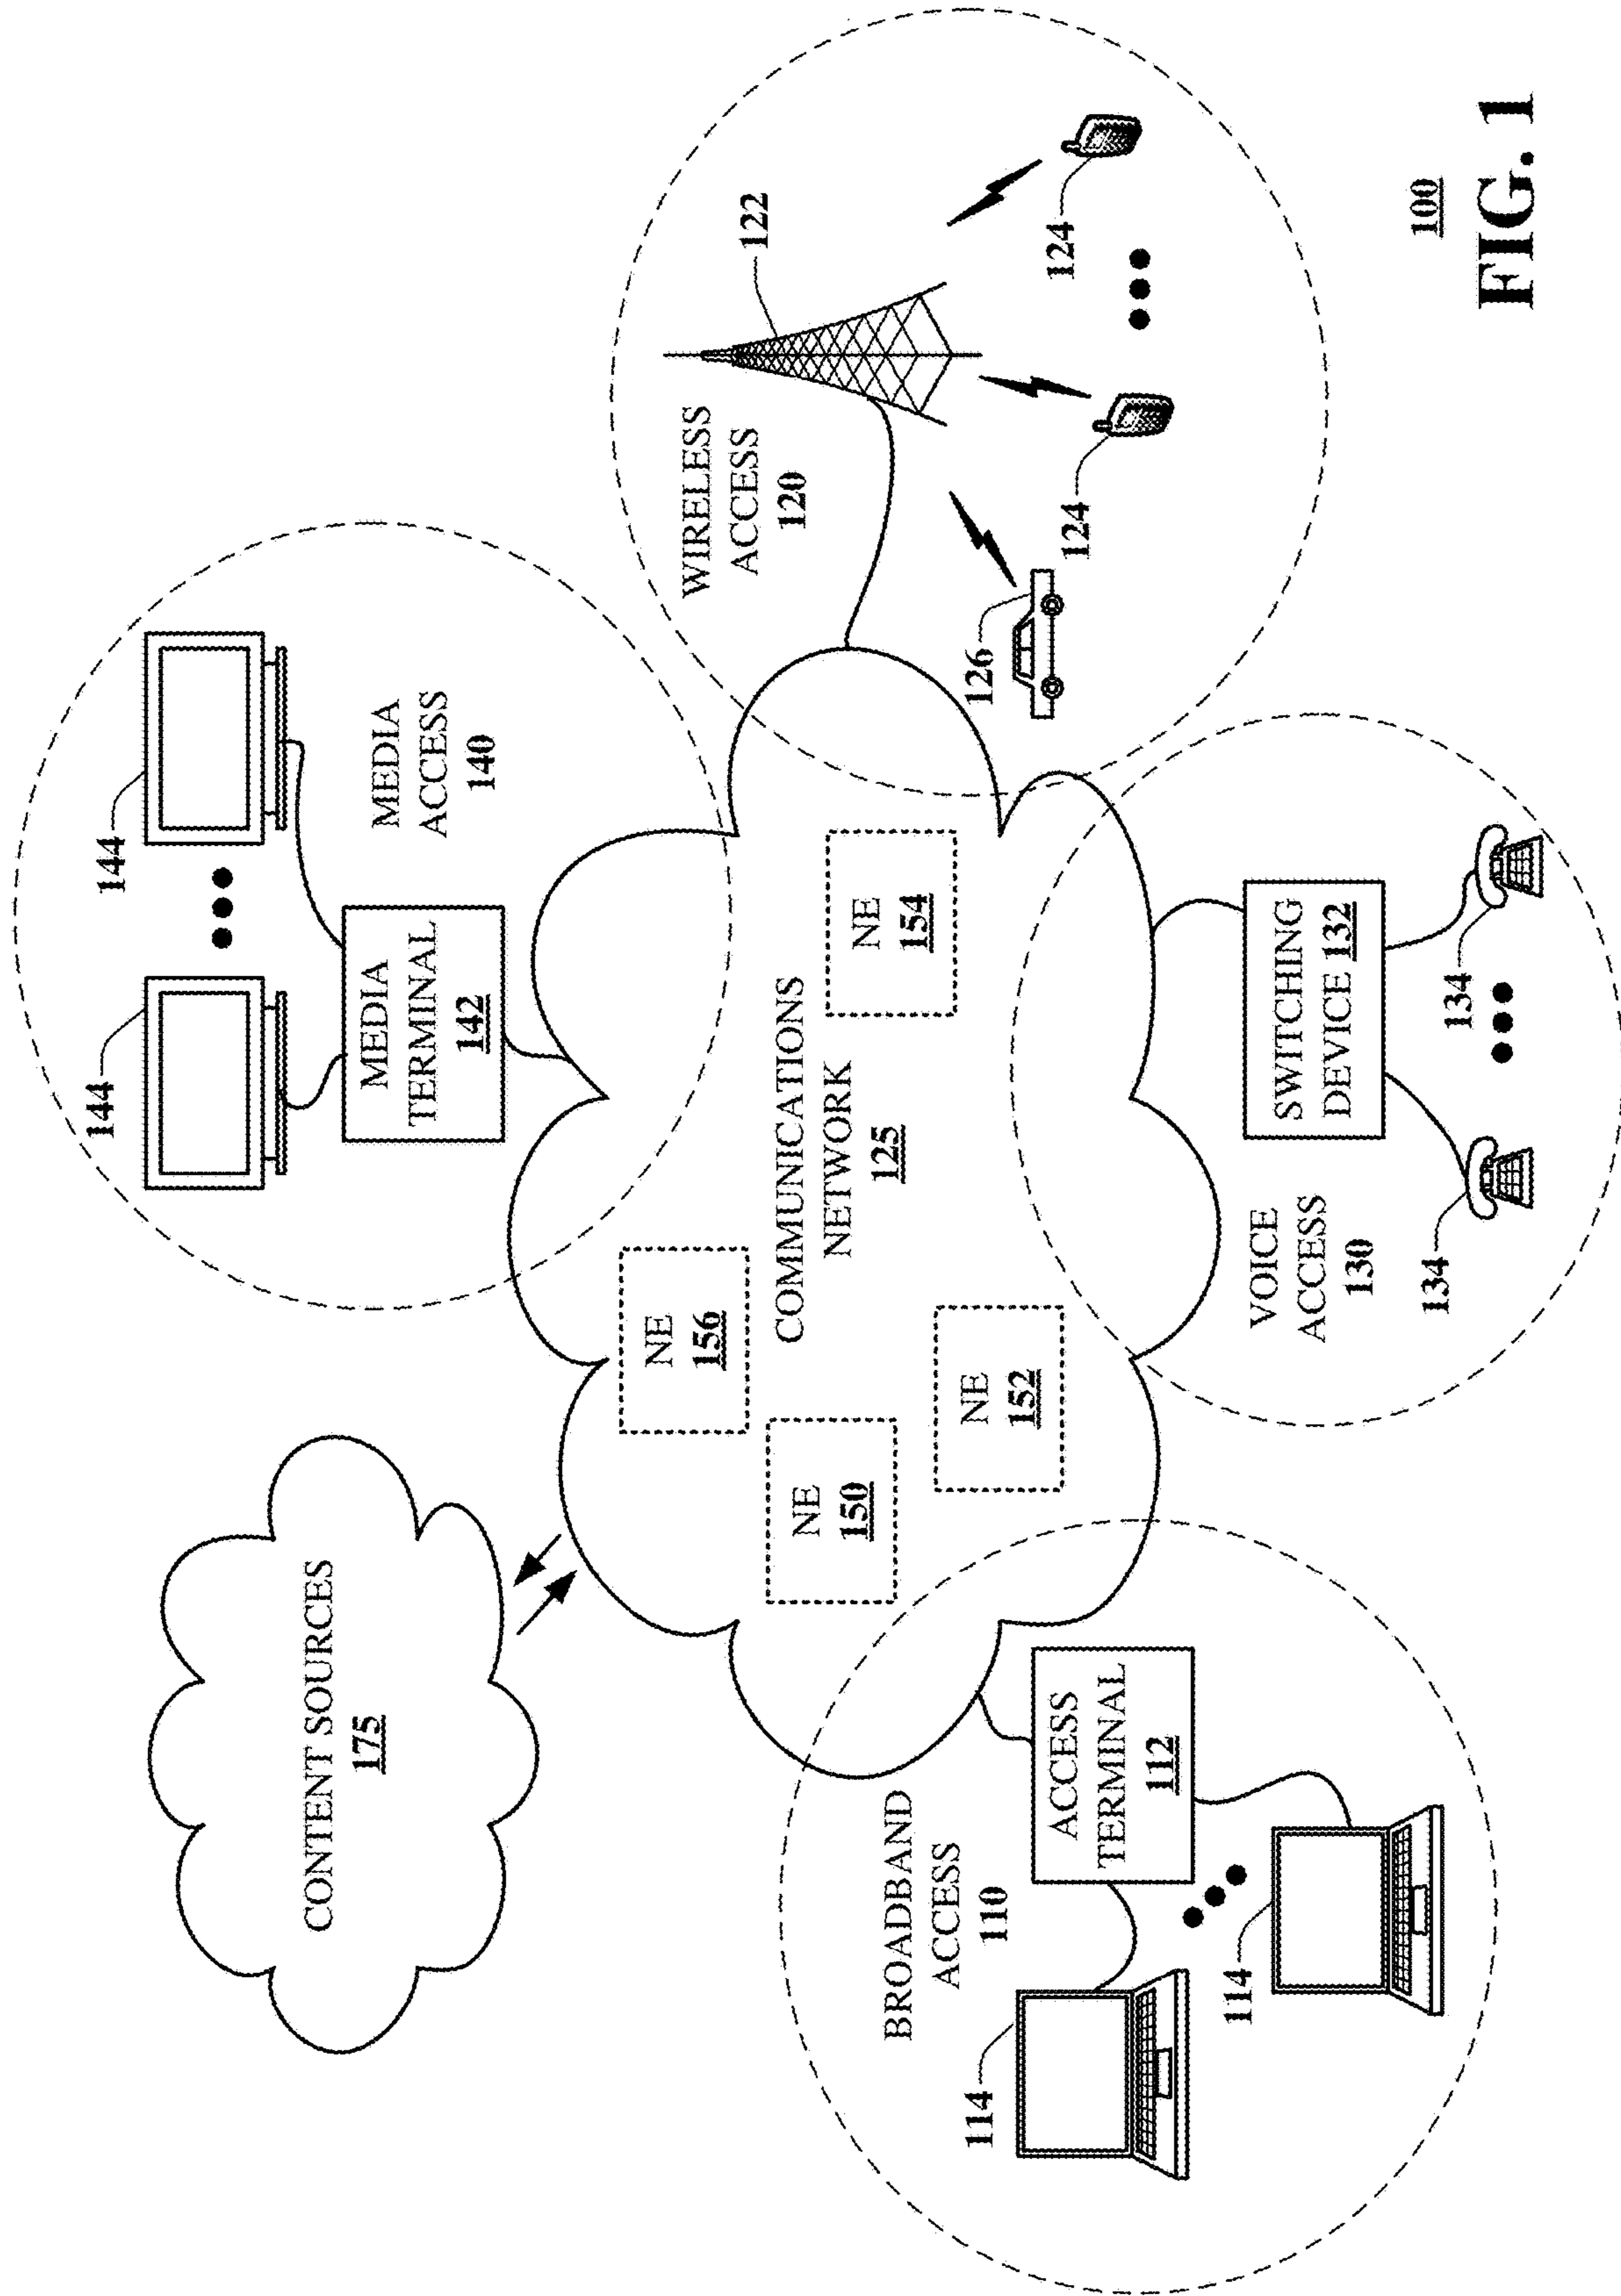 CONTENT SOURCES
175
144
144
MEDIA
TERMINAL
142
MEDIA
ACCESS
140
WIRELESS
ACCESS
120
122
124
124
126
NE
156
NE
150
NE
152
NE
154
COMMUNICATIONS
NETWORK
125
BROADBAND
ACCESS
110
ACCESS
TERMINAL
112
114
114
VOICE
ACCESS
130
SWITCHING
DEVICE 132
134
134
100
FIG. 1